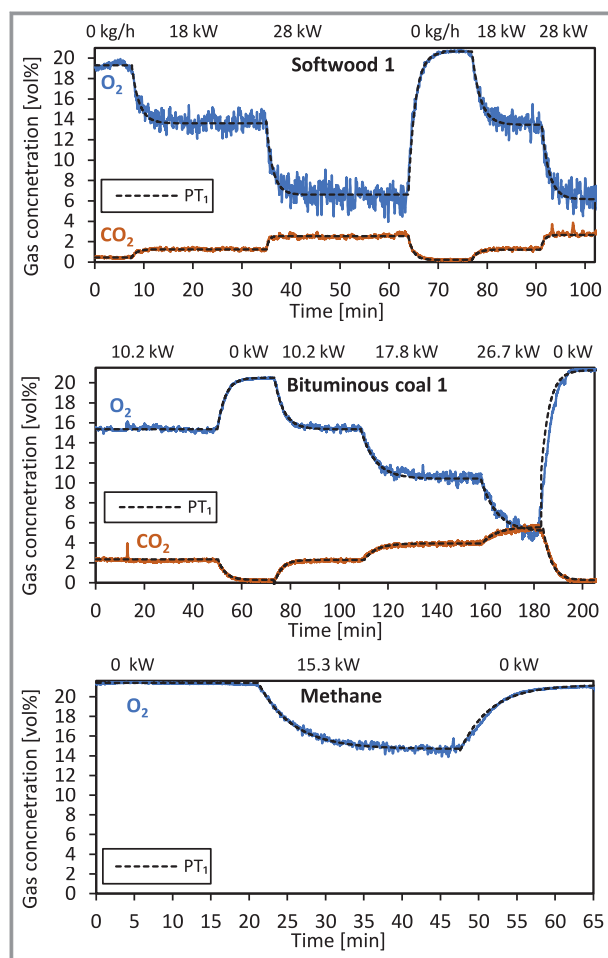 0 kg/h 18 kW 28 kW 0 kg/h 18 kW 28 kW
Softwood 1
Gas concnetration [vol%]
20
18
16
14
12
10
8
6
4
2
0
O₂
PT₁
CO₂
0 10 20 30 40 50 60 70 80 90 100
Time [min]
10.2 kW 0 kW 10.2 kW 17.8 kW 26.7 kW 0 kW
Bituminous coal 1
Gas concnetration [vol%]
20
18
16
14
12
10
8
6
4
2
0
O₂
PT₁
CO₂
0 20 40 60 80 100 120 140 160 180 200
Time [min]
0 kW 15.3 kW 0 kW
Methane
Gas concnetration [vol%]
20
18
16
14
12
10
8
6
4
2
0
O₂
PT₁
0 5 10 15 20 25 30 35 40 45 50 55 60 65
Time [min]